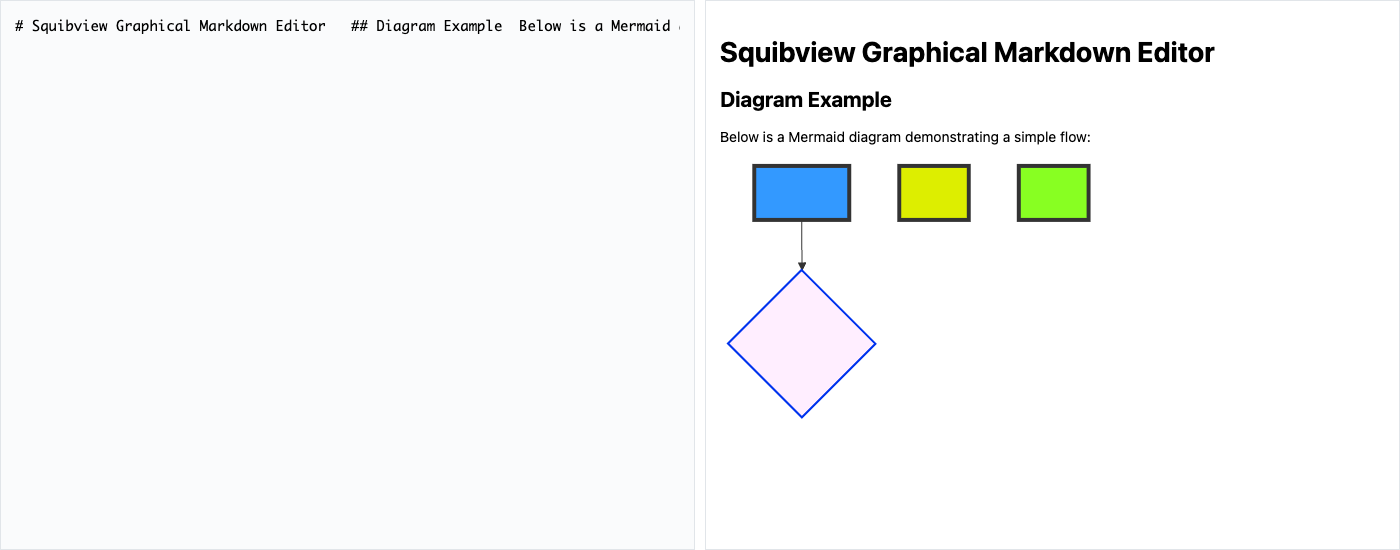 # Squibview Graphical Markdown Editor   ## Diagram Example  Below is a Mermaid
Squibview Graphical Markdown Editor
Diagram Example
Below is a Mermaid diagram demonstrating a simple flow: